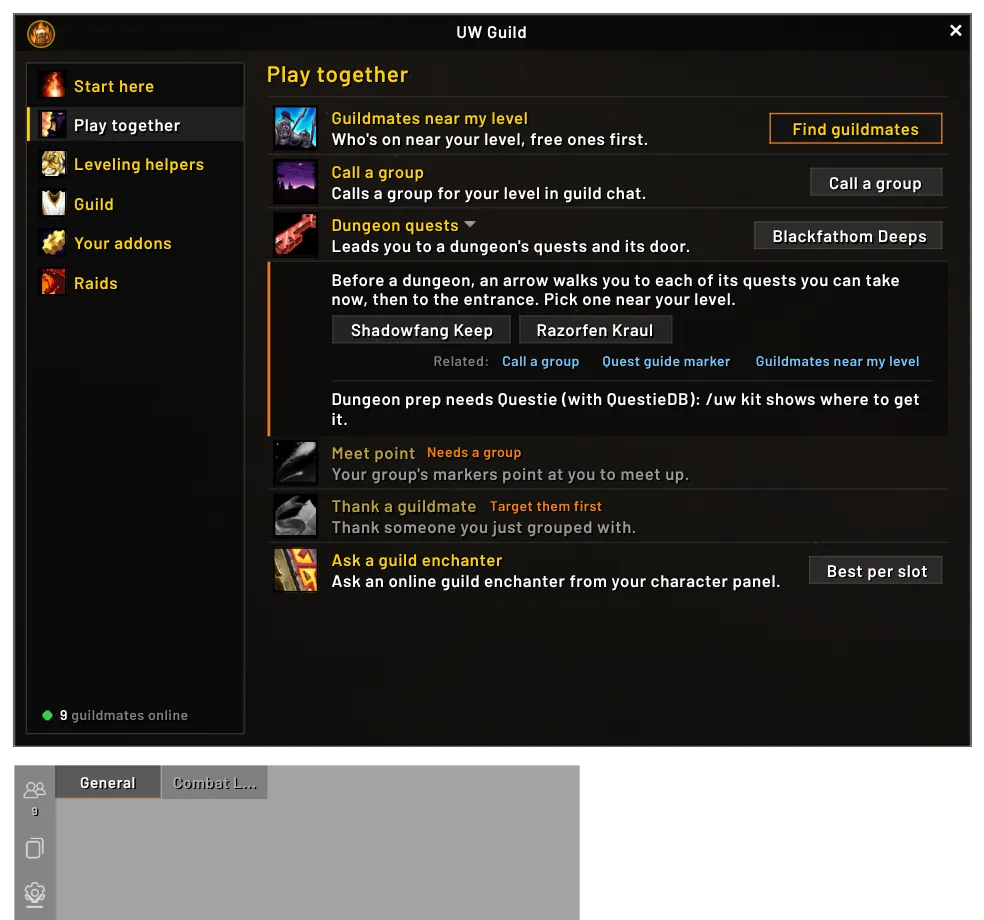 UW Guild
Start here
Play together
Leveling helpers
Guild
Your addons
Raids
9 guildmates online
Play together
Guildmates near my level
Who's on near your level, free ones first.
Find guildmates
Call a group
Calls a group for your level in guild chat.
Call a group
Dungeon quests
Leads you to a dungeon's quests and its door.
Blackfathom Deeps
Before a dungeon, an arrow walks you to each of its quests you can take
now, then to the entrance. Pick one near your level.
Shadowfang Keep
Razorfen Kraul
Related: Call a group Quest guide marker Guildmates near my level
Dungeon prep needs Questie (with QuestieDB): /uw kit shows where to get
it.
Meet point Needs a group
Your group's markers point at you to meet up.
Thank a guildmate Target them first
Thank someone you just grouped with.
Ask a guild enchanter
Ask an online guild enchanter from your character panel.
Best per slot
General
Combat L...
9